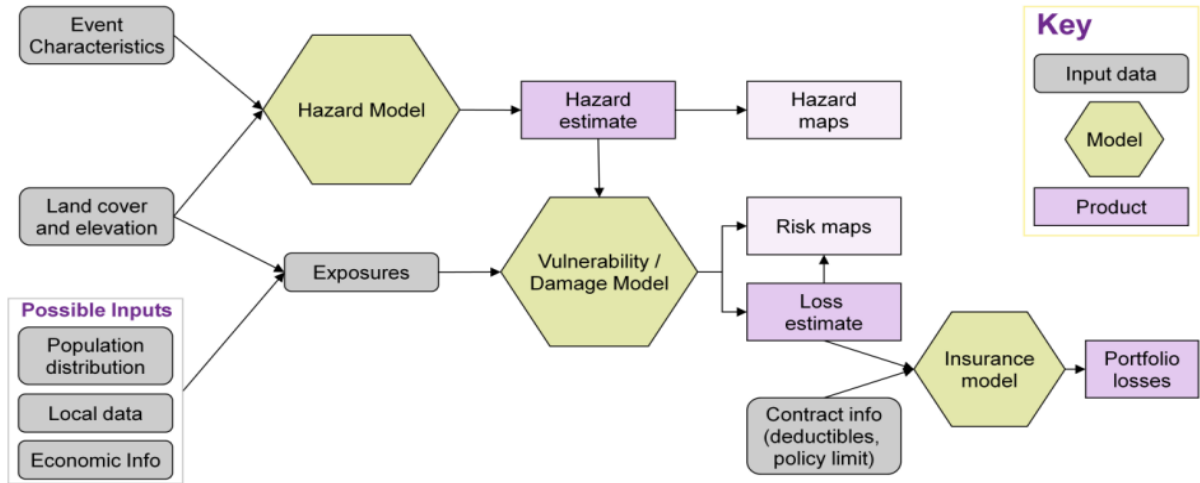 Event
Characteristics
Hazard Model
Hazard
estimate
Hazard
maps
Key
Input data
Model
Product
Land cover
and elevation
Exposures
Vulnerability /
Damage Model
Risk maps
Loss
estimate
Possible Inputs
Population
distribution
Local data
Economic Info
Contract info
(deductibles,
policy limit)
Insurance
model
Portfolio
losses